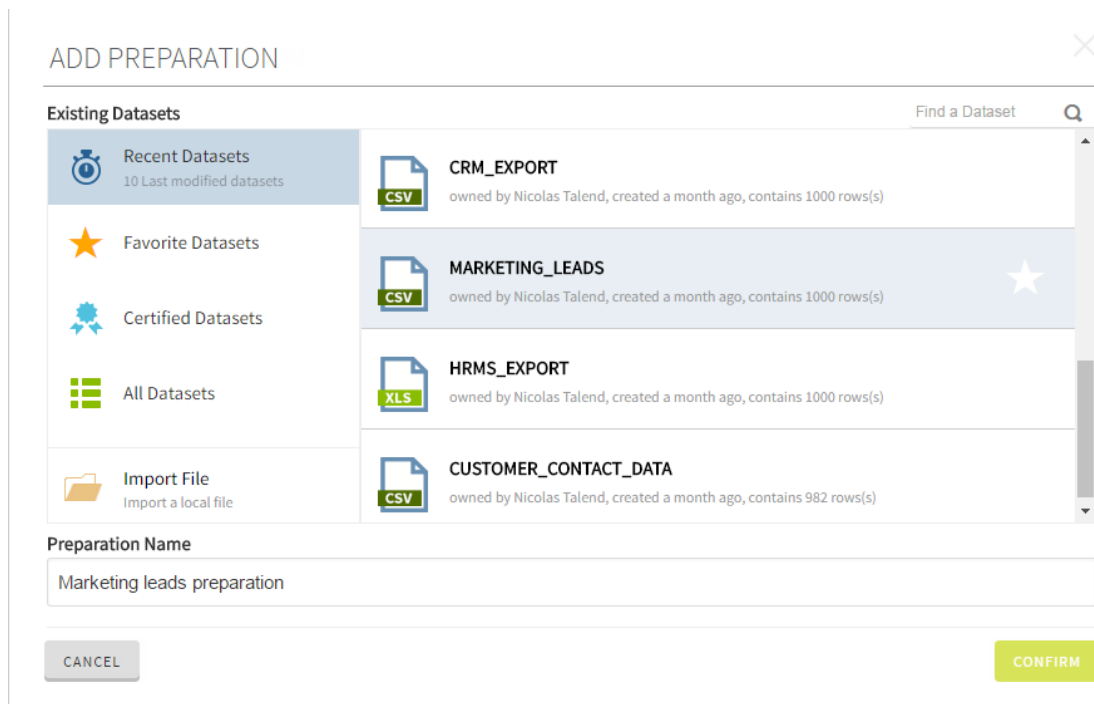 ADD PREPARATION
Existing Datasets
Find a Dataset
Recent Datasets
10 Last modified datasets
Favorite Datasets
Certified Datasets
All Datasets
Import File
Import a local file
CSV
CRM_EXPORT
owned by Nicolas Talend, created a month ago, contains 1000 rows(s)
CSV
MARKETING_LEADS
owned by Nicolas Talend, created a month ago, contains 1000 rows(s)
XLS
HRMS_EXPORT
owned by Nicolas Talend, created a month ago, contains 1000 rows(s)
CSV
CUSTOMER_CONTACT_DATA
owned by Nicolas Talend, created a month ago, contains 982 rows(s)
Preparation Name
Marketing leads preparation
CANCEL
CONFIRM